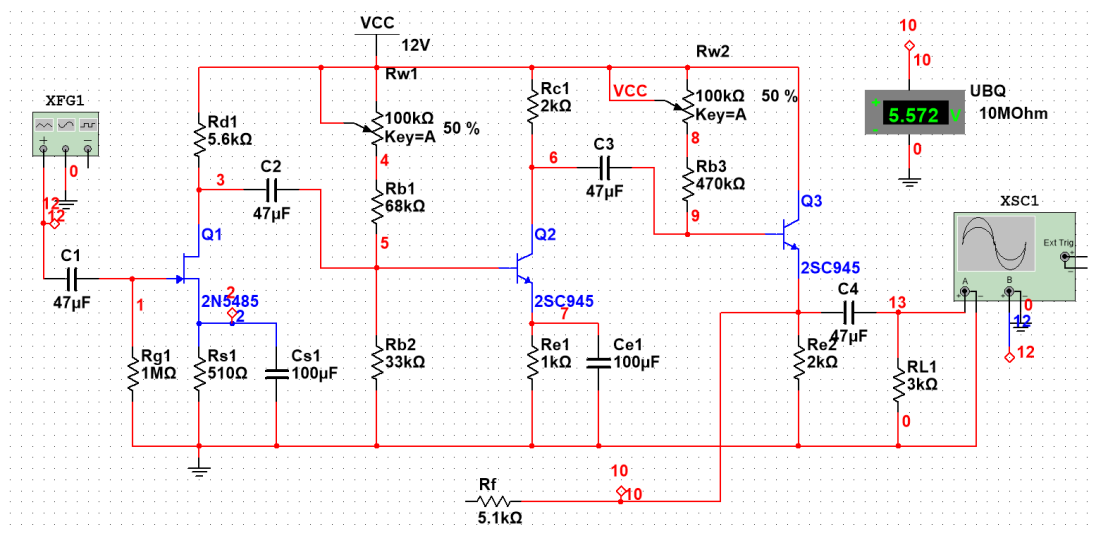 VCC
12V
10
10
Rw1
Rw2
XFG1
Rd1
5.6kΩ
100kΩ
Key=A
50 %
Rc1
2kΩ
VCC
100kΩ
Key=A
50 %
UBQ
10MOhm
5.572 V
0
0
4
8
C2
47µF
3
Rb1
68kΩ
6
C3
47µF
Rb3
470kΩ
9
12
12
Q1
5
Q2
Q3
XSC1
Ext Trig
A
B
C1
47µF
1
2N5485
2
2
2SC945
7
2SC945
C4
47µF
13
0
12
12
Rg1
1MΩ
Rs1
510Ω
Cs1
100µF
Rb2
33kΩ
Re1
1kΩ
Ce1
100µF
Re2
2kΩ
RL1
3kΩ
0
10
10
Rf
5.1kΩ